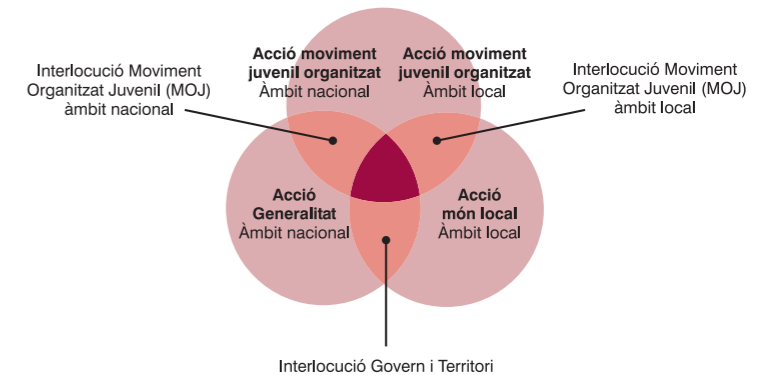 Interlocució Moviment
Organitzat Juvenil (MOJ)
àmbit nacional
Acció moviment
juvenil organitzat
Àmbit nacional
Acció moviment
juvenil organitzat
Àmbit local
Interlocució Moviment
Organitzat Juvenil (MOJ)
àmbit local
Acció
Generalitat
Àmbit nacional
Acció
món local
Àmbit local
Interlocució Govern i Territori